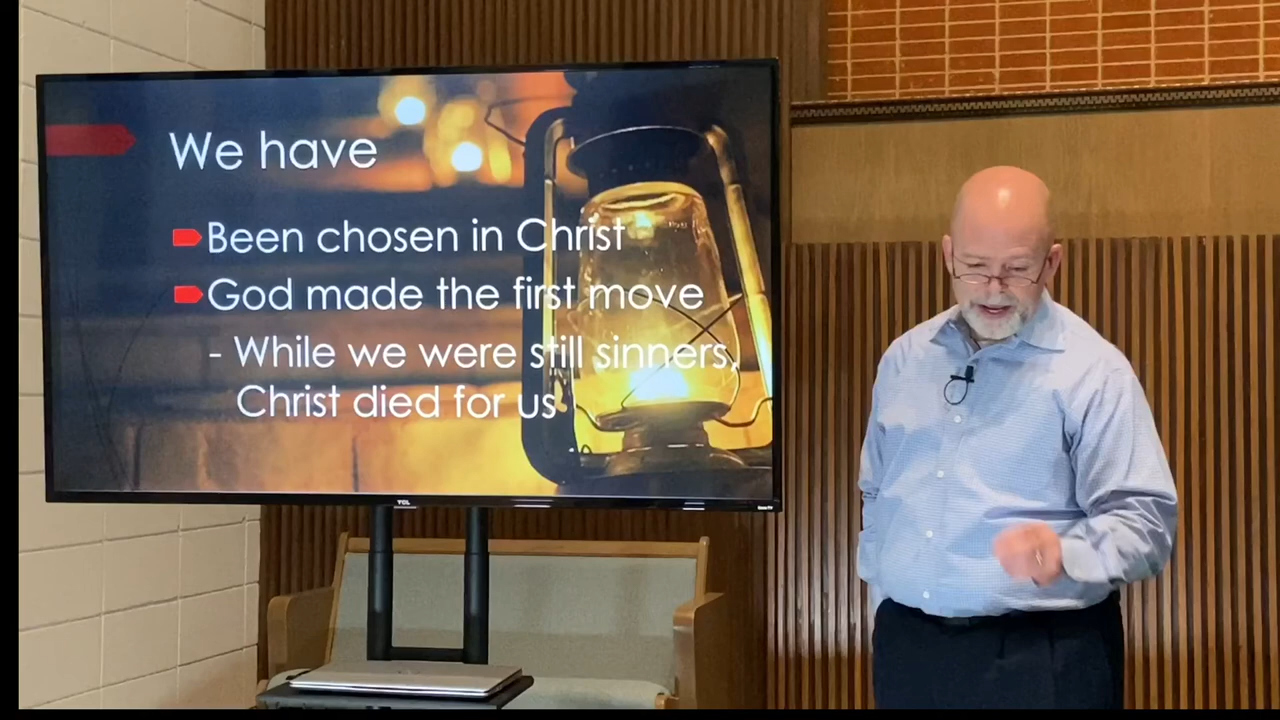 We have
Been chosen in Christ
God made the first move
- While we were still sinners,
Christ died for us
TCL